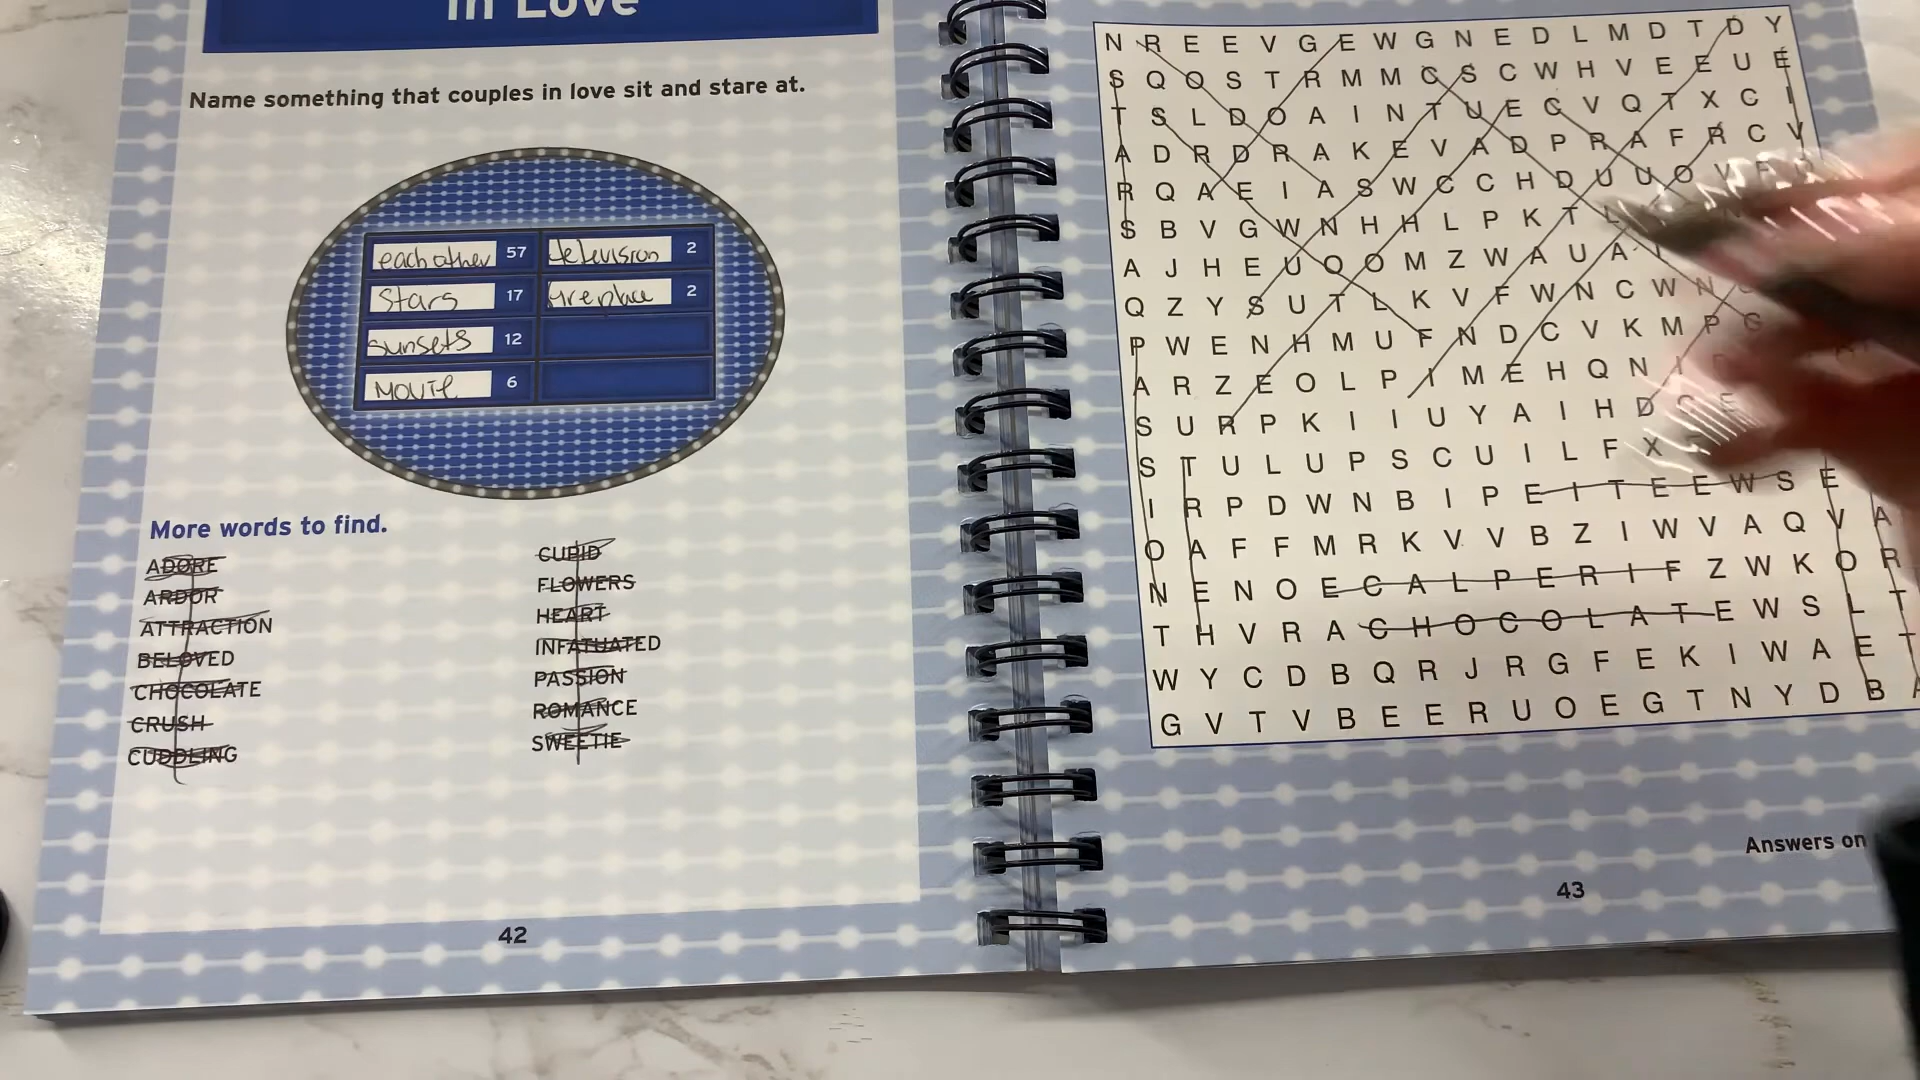 in Love
Name something that couples in love sit and stare at.
each other 57 television 2
Stars 17 fireplace 2
sunsets 12
Movie 6
More words to find.
ADORE
ARDOR
ATTRACTION
BELOVED
CHOCOLATE
CRUSH
CUDDLING
CUPID
FLOWERS
HEART
INFATUATED
PASSION
ROMANCE
SWEETIE
42
N R E E V G E W G N E D L M D T D Y
S Q O S T R M M C S C W H V E E U E
T S L D O A I N T U E C V Q T X C I
A D R D R A K E V A D P R A F R C V
R Q A E I A S W C C H D U U O V F
S B V G W N H H L P K T L
A J H E U O O M Z W A U A
Q Z Y S U T L K V F W N C W N
P W E N H M U F N D C V K M P G
A R Z E O L P I M E H Q N I
S U R P K I I U Y A I H D C E
S T U L U P S C U I L F X
I R P D W N B I P E I T E E W S E
O A F F M R K V V B Z I W V A Q V A
N E N O E C A L P E R I F Z W K O R
T H V R A C H O C O L A T E W S L T
W Y C D B Q R J R G F E K I W A E T
G V T V B E E R U O E G T N Y D B A
Answers on
43